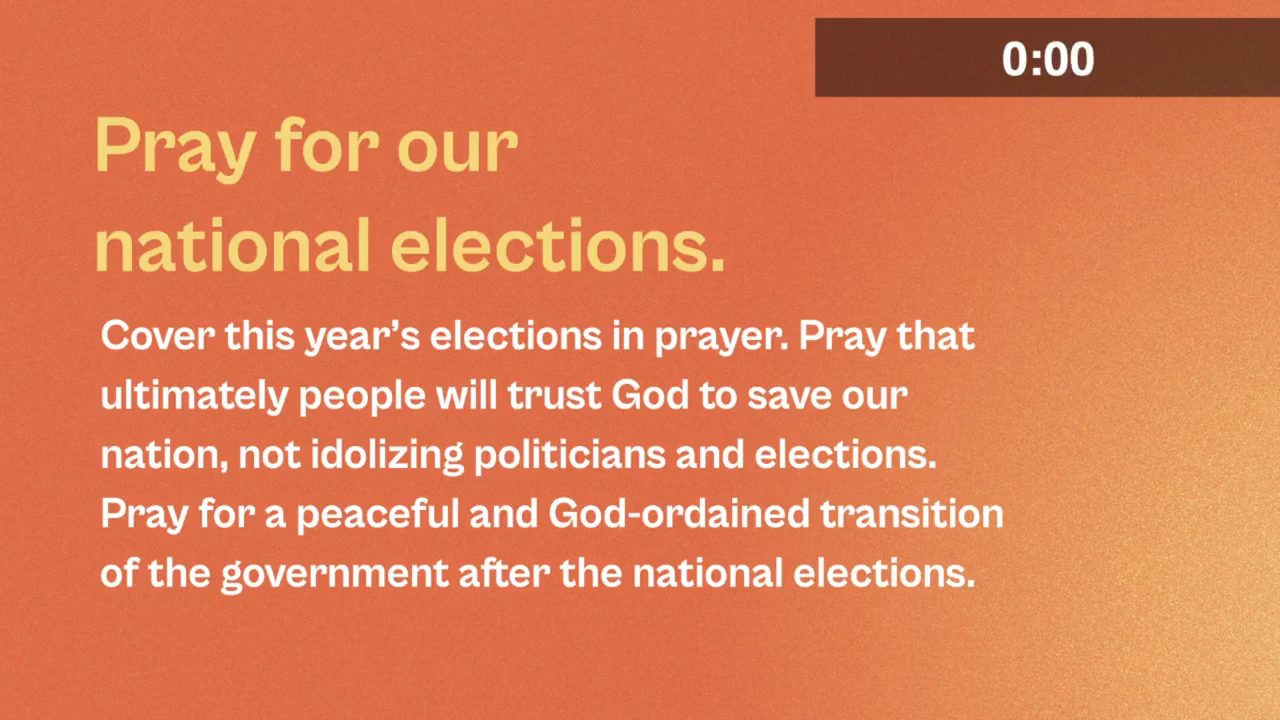 0:00
Pray for our
national elections.
Cover this year’s elections in prayer. Pray that
ultimately people will trust God to save our
nation, not idolizing politicians and elections.
Pray for a peaceful and God-ordained transition
of the government after the national elections.